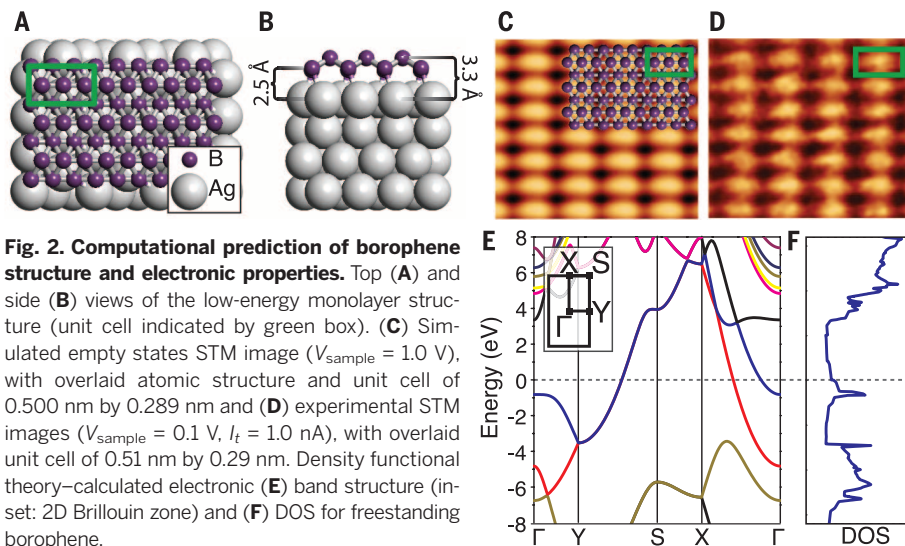 A
B
C
D
B
Ag
2.5 Å
3.3 Å
Fig. 2. Computational prediction of borophene
structure and electronic properties. Top (A) and
side (B) views of the low-energy monolayer struc-
ture (unit cell indicated by green box). (C) Sim-
ulated empty states STM image (Vsample = 1.0 V),
with overlaid atomic structure and unit cell of
0.500 nm by 0.289 nm and (D) experimental STM
images (Vsample = 0.1 V, It = 1.0 nA), with overlaid
unit cell of 0.51 nm by 0.29 nm. Density functional
theory–calculated electronic (E) band structure (in-
set: 2D Brillouin zone) and (F) DOS for freestanding
borophene.
E
F
Energy (eV)
8
6
4
2
0
-2
-4
-6
-8
X S
Γ Y
Γ Y S X Γ
DOS